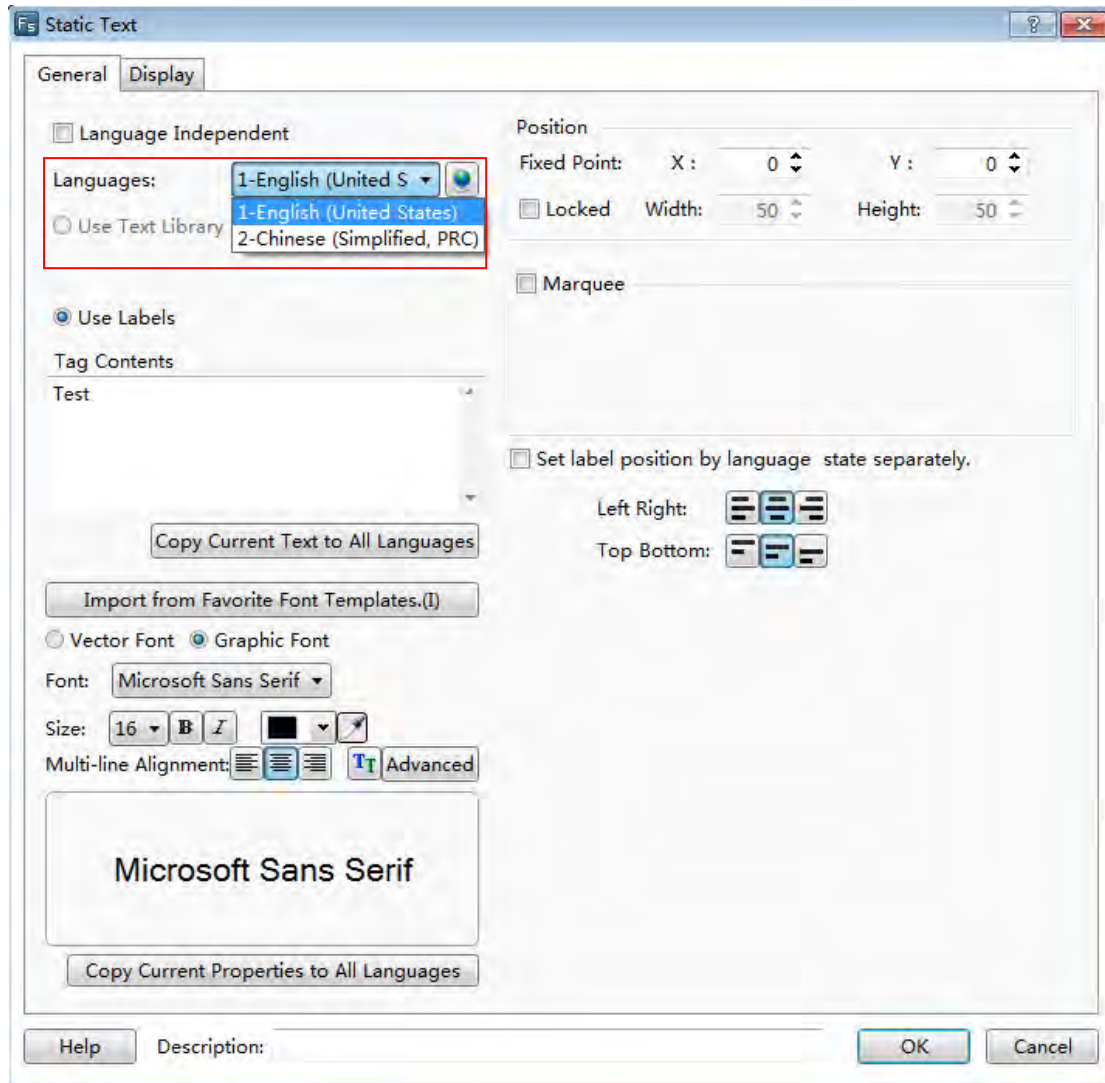 Fs Static Text
General Display
Language Independent
Languages: 1-English (United S
1-English (United States)
2-Chinese (Simplified, PRC)
Use Text Library
Use Labels
Tag Contents
Test
Copy Current Text to All Languages
Import from Favorite Font Templates.(I)
Vector Font Graphic Font
Font: Microsoft Sans Serif
Size: 16 B I
Multi-line Alignment: TT Advanced
Microsoft Sans Serif
Copy Current Properties to All Languages
Position
Fixed Point: X : 0 Y : 0
Locked Width: 50 Height: 50
Marquee
Set label position by language state separately.
Left Right:
Top Bottom:
Help Description: OK Cancel